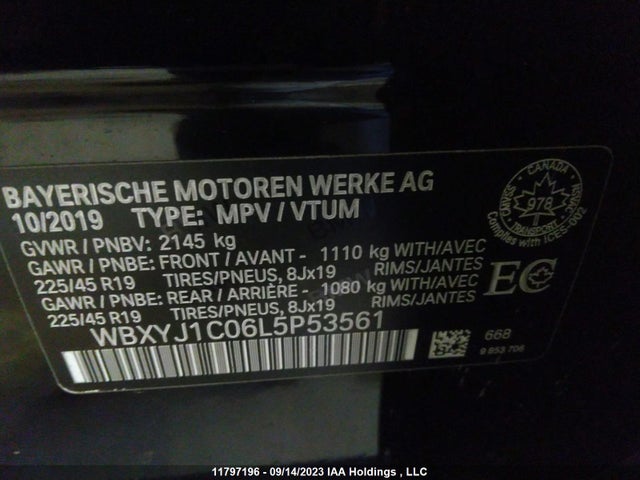 BAYERISCHE MOTOREN WERKE AG
10/2019 TYPE: MPV / VTUM
GVWR / PNBV: 2145 kg
GAWR / PNBE: FRONT / AVANT - 1110 kg WITH/AVEC
225/45 R19 TIRES/PNEUS, 8Jx19 RIMS/JANTES
GAWR / PNBE: REAR / ARRIÈRE - 1080 kg WITH/AVEC
225/45 R19 TIRES/PNEUS, 8Jx19 RIMS/JANTES
WBXYJ1C06L5P53561
CANADA
978
Complies with ICES-002
EC
668
9 853 706
11797196 - 09/14/2023 IAA Holdings , LLC